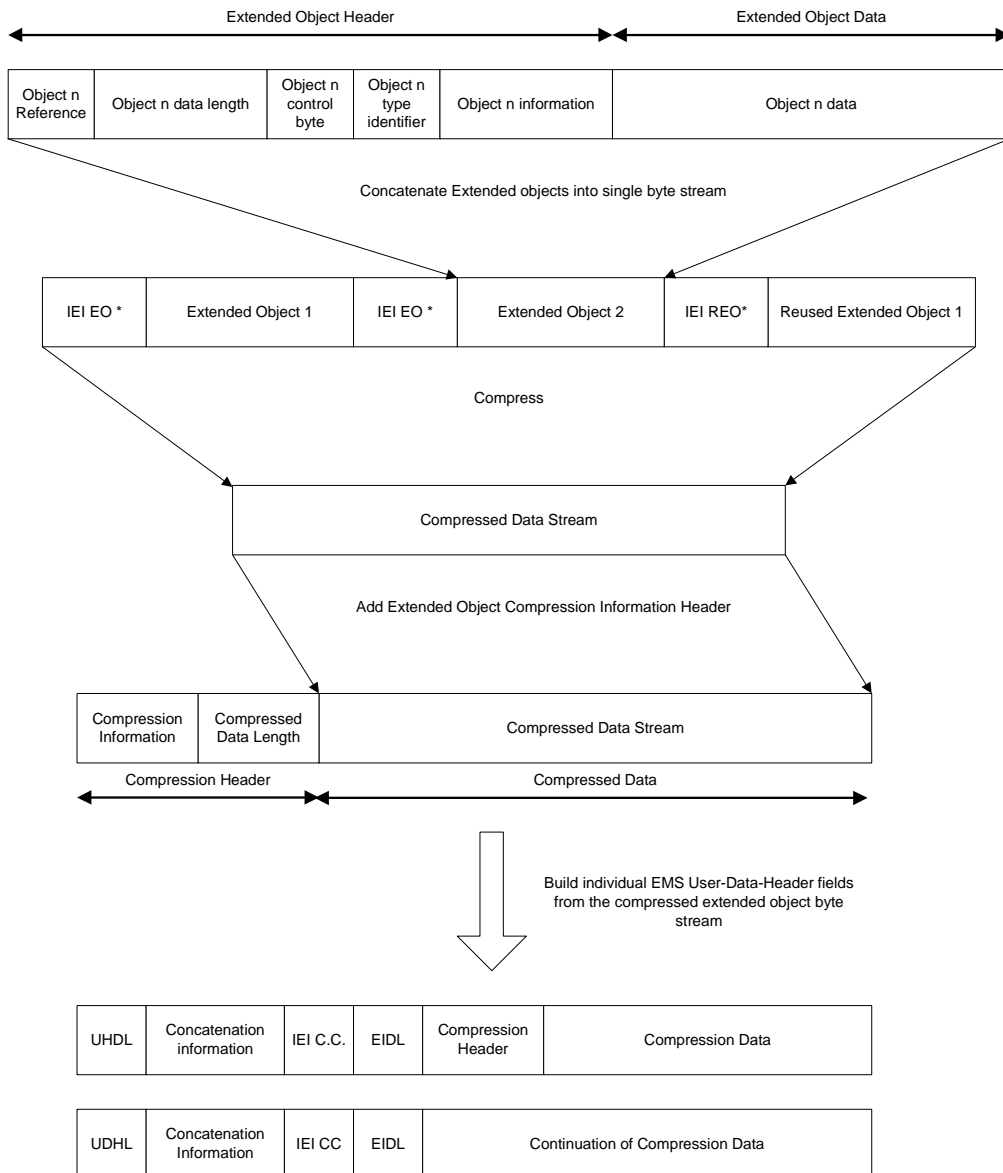 Extended Object Header
Extended Object Data
Object n
Reference
Object n data length
Object n
control
byte
Object n
type
identifier
Object n information
Object n data
Concatenate Extended objects into single byte stream
IEI EO *
Extended Object 1
IEI EO *
Extended Object 2
IEI REO*
Reused Extended Object 1
Compress
Compressed Data Stream
Add Extended Object Compression Information Header
Compression
Information
Compressed
Data Length
Compressed Data Stream
Compression Header
Compressed Data
Build individual EMS User-Data-Header fields
from the compressed extended object byte
stream
UHDL
Concatenation
information
IEI C.C.
EIDL
Compression
Header
Compression Data
UDHL
Concatenation
Information
IEI CC
EIDL
Continuation of Compression Data